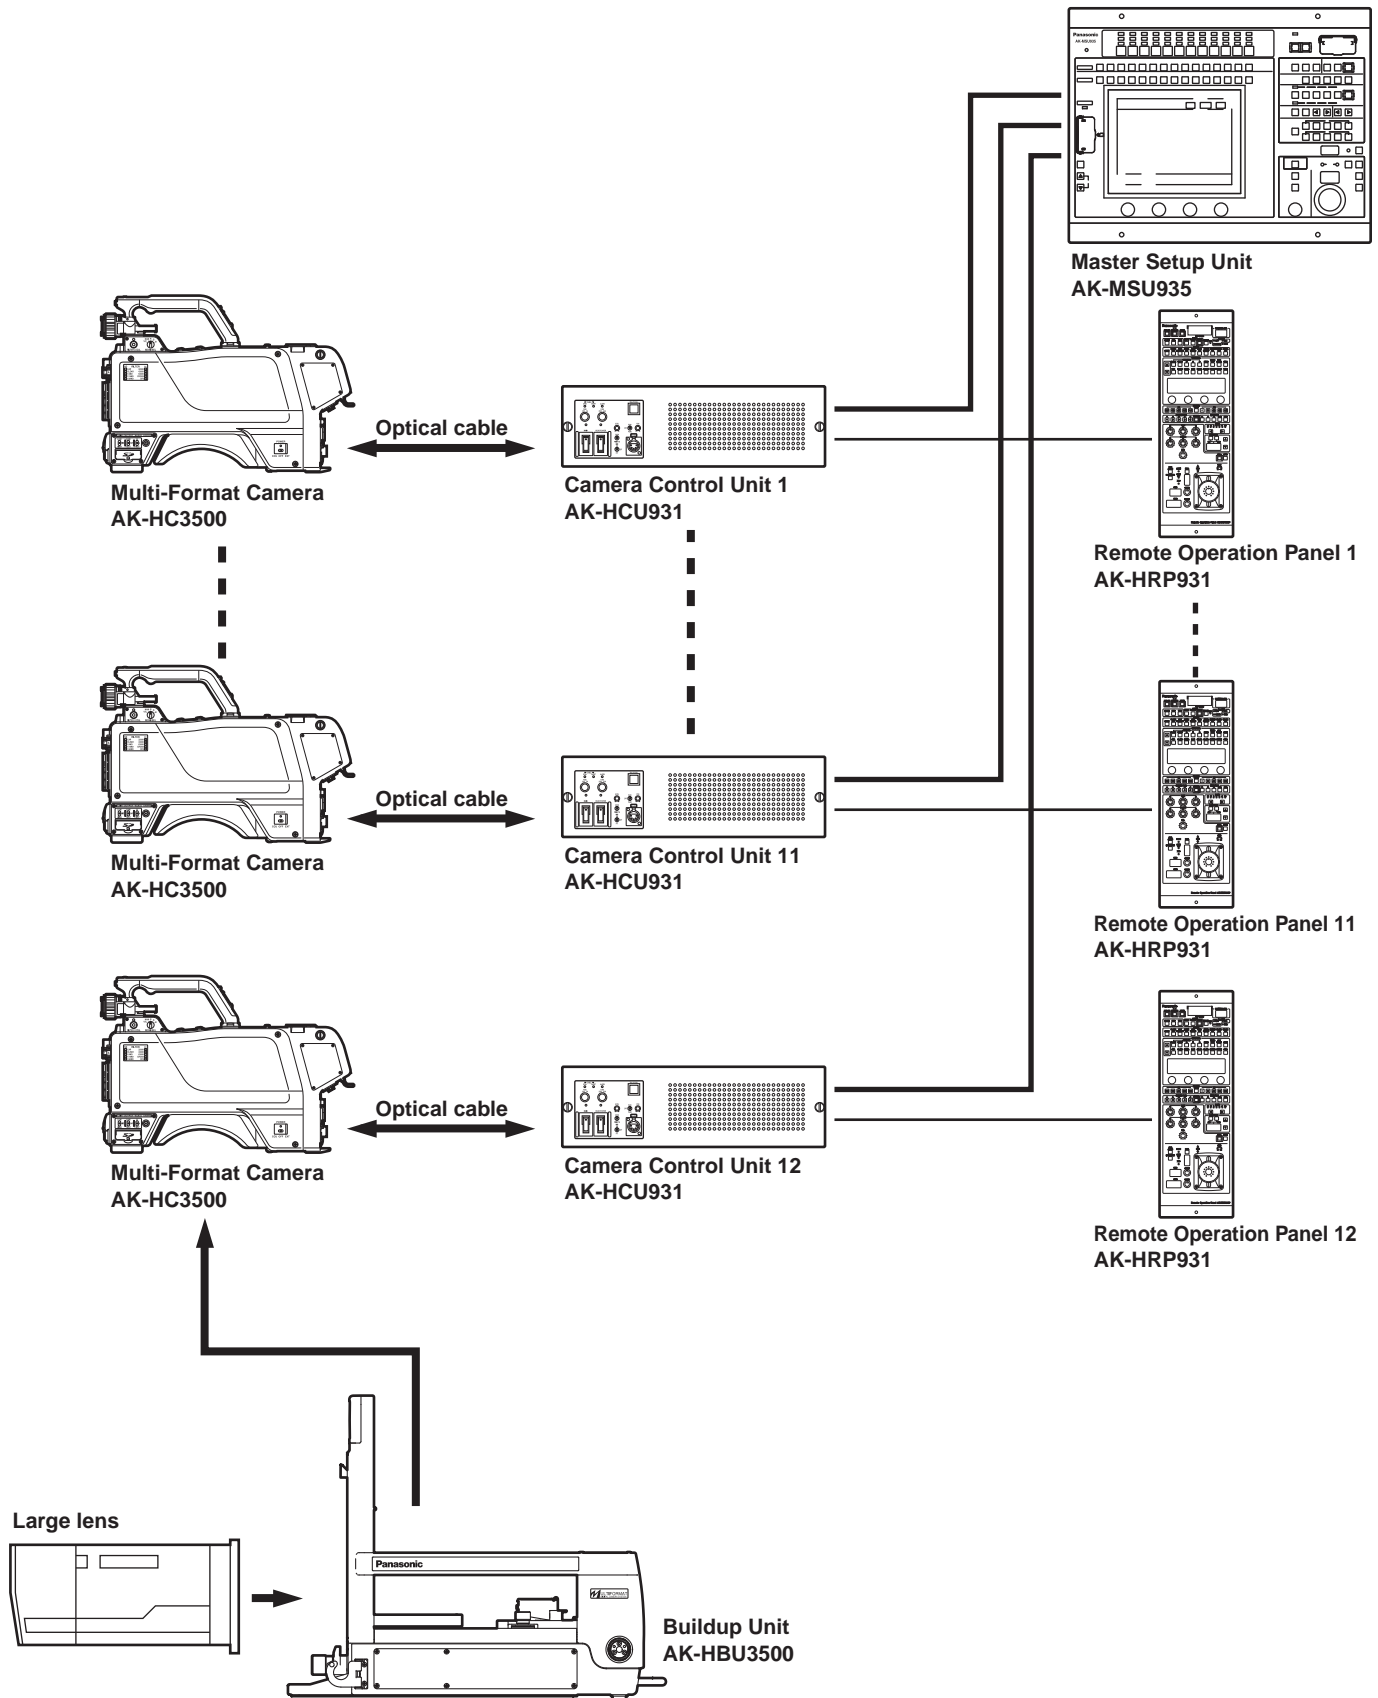 Panasonic
AK-MSU935
Master Setup Unit
AK-MSU935
Optical cable
Multi-Format Camera
AK-HC3500
Camera Control Unit 1
AK-HCU931
Remote Operation Panel 1
AK-HRP931
Optical cable
Multi-Format Camera
AK-HC3500
Camera Control Unit 11
AK-HCU931
Remote Operation Panel 11
AK-HRP931
Optical cable
Multi-Format Camera
AK-HC3500
Camera Control Unit 12
AK-HCU931
Remote Operation Panel 12
AK-HRP931
Large lens
Panasonic
Buildup Unit
AK-HBU3500